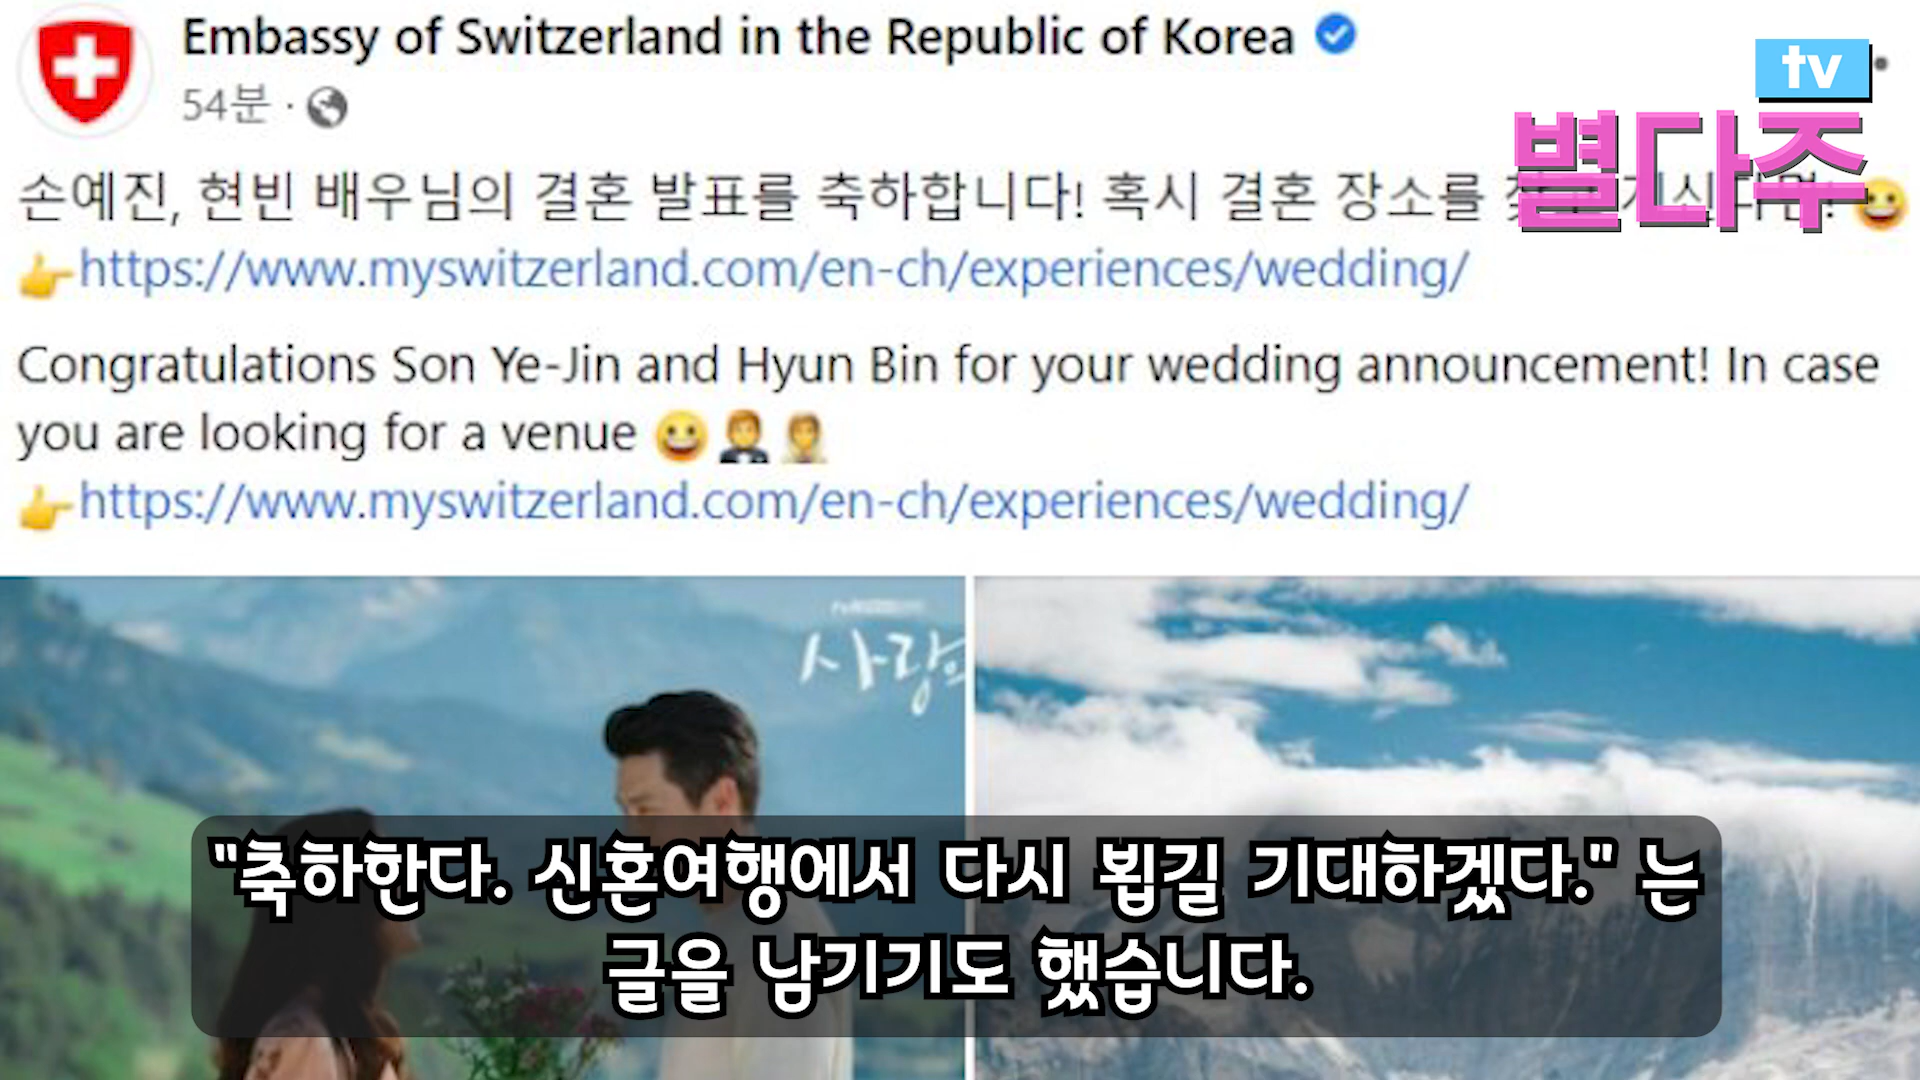 Embassy of Switzerland in the Republic of Korea
54분
tv
별다주
손예진, 현빈 배우님의 결혼 발표를 축하합니다! 혹시 결혼 장소를
https://www.myswitzerland.com/en-ch/experiences/wedding/
Congratulations Son Ye-Jin and Hyun Bin for your wedding announcement! In case
you are looking for a venue
https://www.myswitzerland.com/en-ch/experiences/wedding/
"축하한다. 신혼여행에서 다시 뵙길 기대하겠다." 는
글을 남기기도 했습니다.